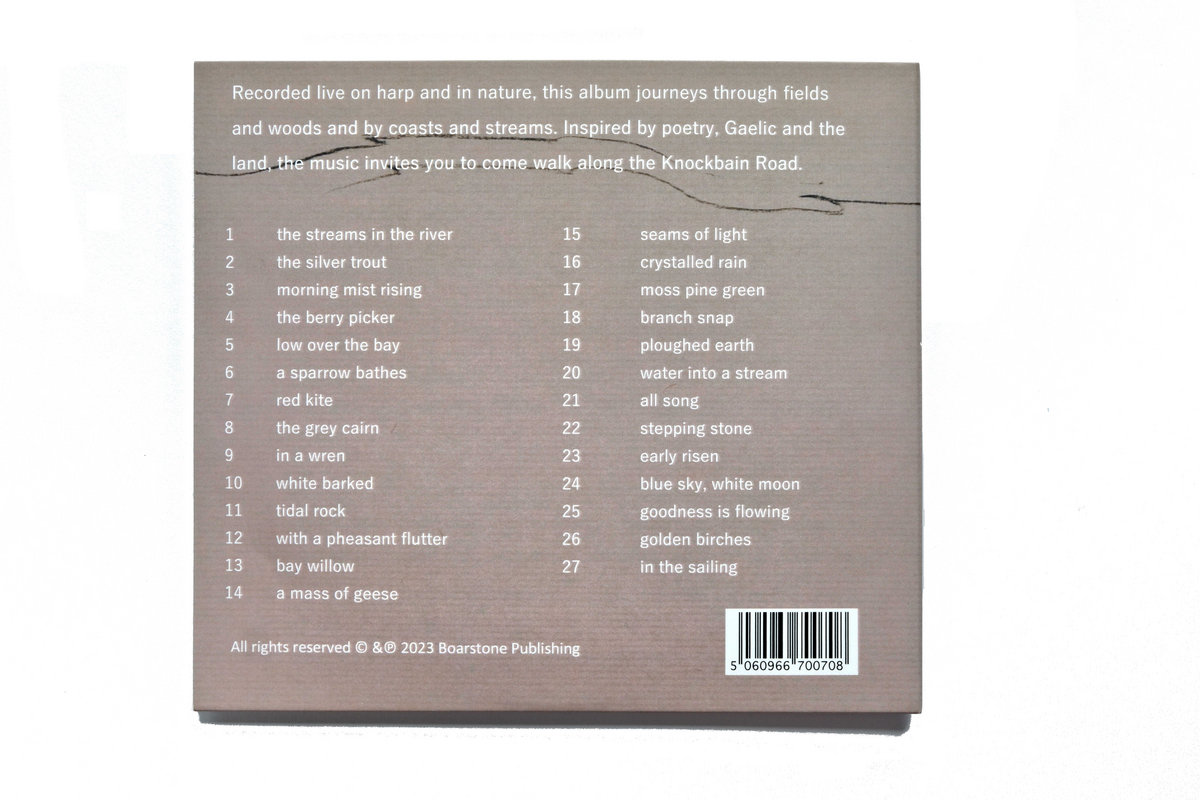 Recorded live on harp and in nature, this album journeys through fields
and woods and by coasts and streams. Inspired by poetry, Gaelic and the
land, the music invites you to come walk along the Knockbain Road.
1 the streams in the river
2 the silver trout
3 morning mist rising
4 the berry picker
5 low over the bay
6 a sparrow bathes
7 red kite
8 the grey cairn
9 in a wren
10 white barked
11 tidal rock
12 with a pheasant flutter
13 bay willow
14 a mass of geese
15 seams of light
16 crystalled rain
17 moss pine green
18 branch snap
19 ploughed earth
20 water into a stream
21 all song
22 stepping stone
23 early risen
24 blue sky, white moon
25 goodness is flowing
26 golden birches
27 in the sailing
All rights reserved © &℗ 2023 Boarstone Publishing
5 060966 700708